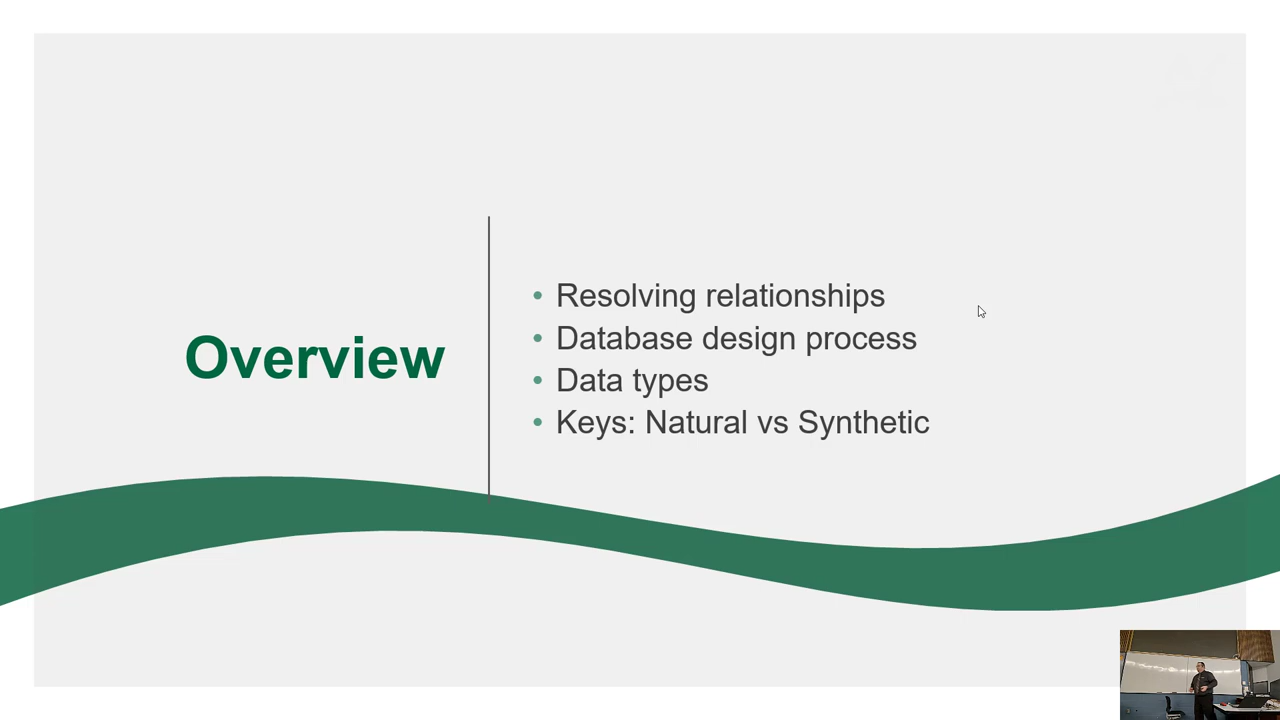 Overview
• Resolving relationships
• Database design process
• Data types
• Keys: Natural vs Synthetic